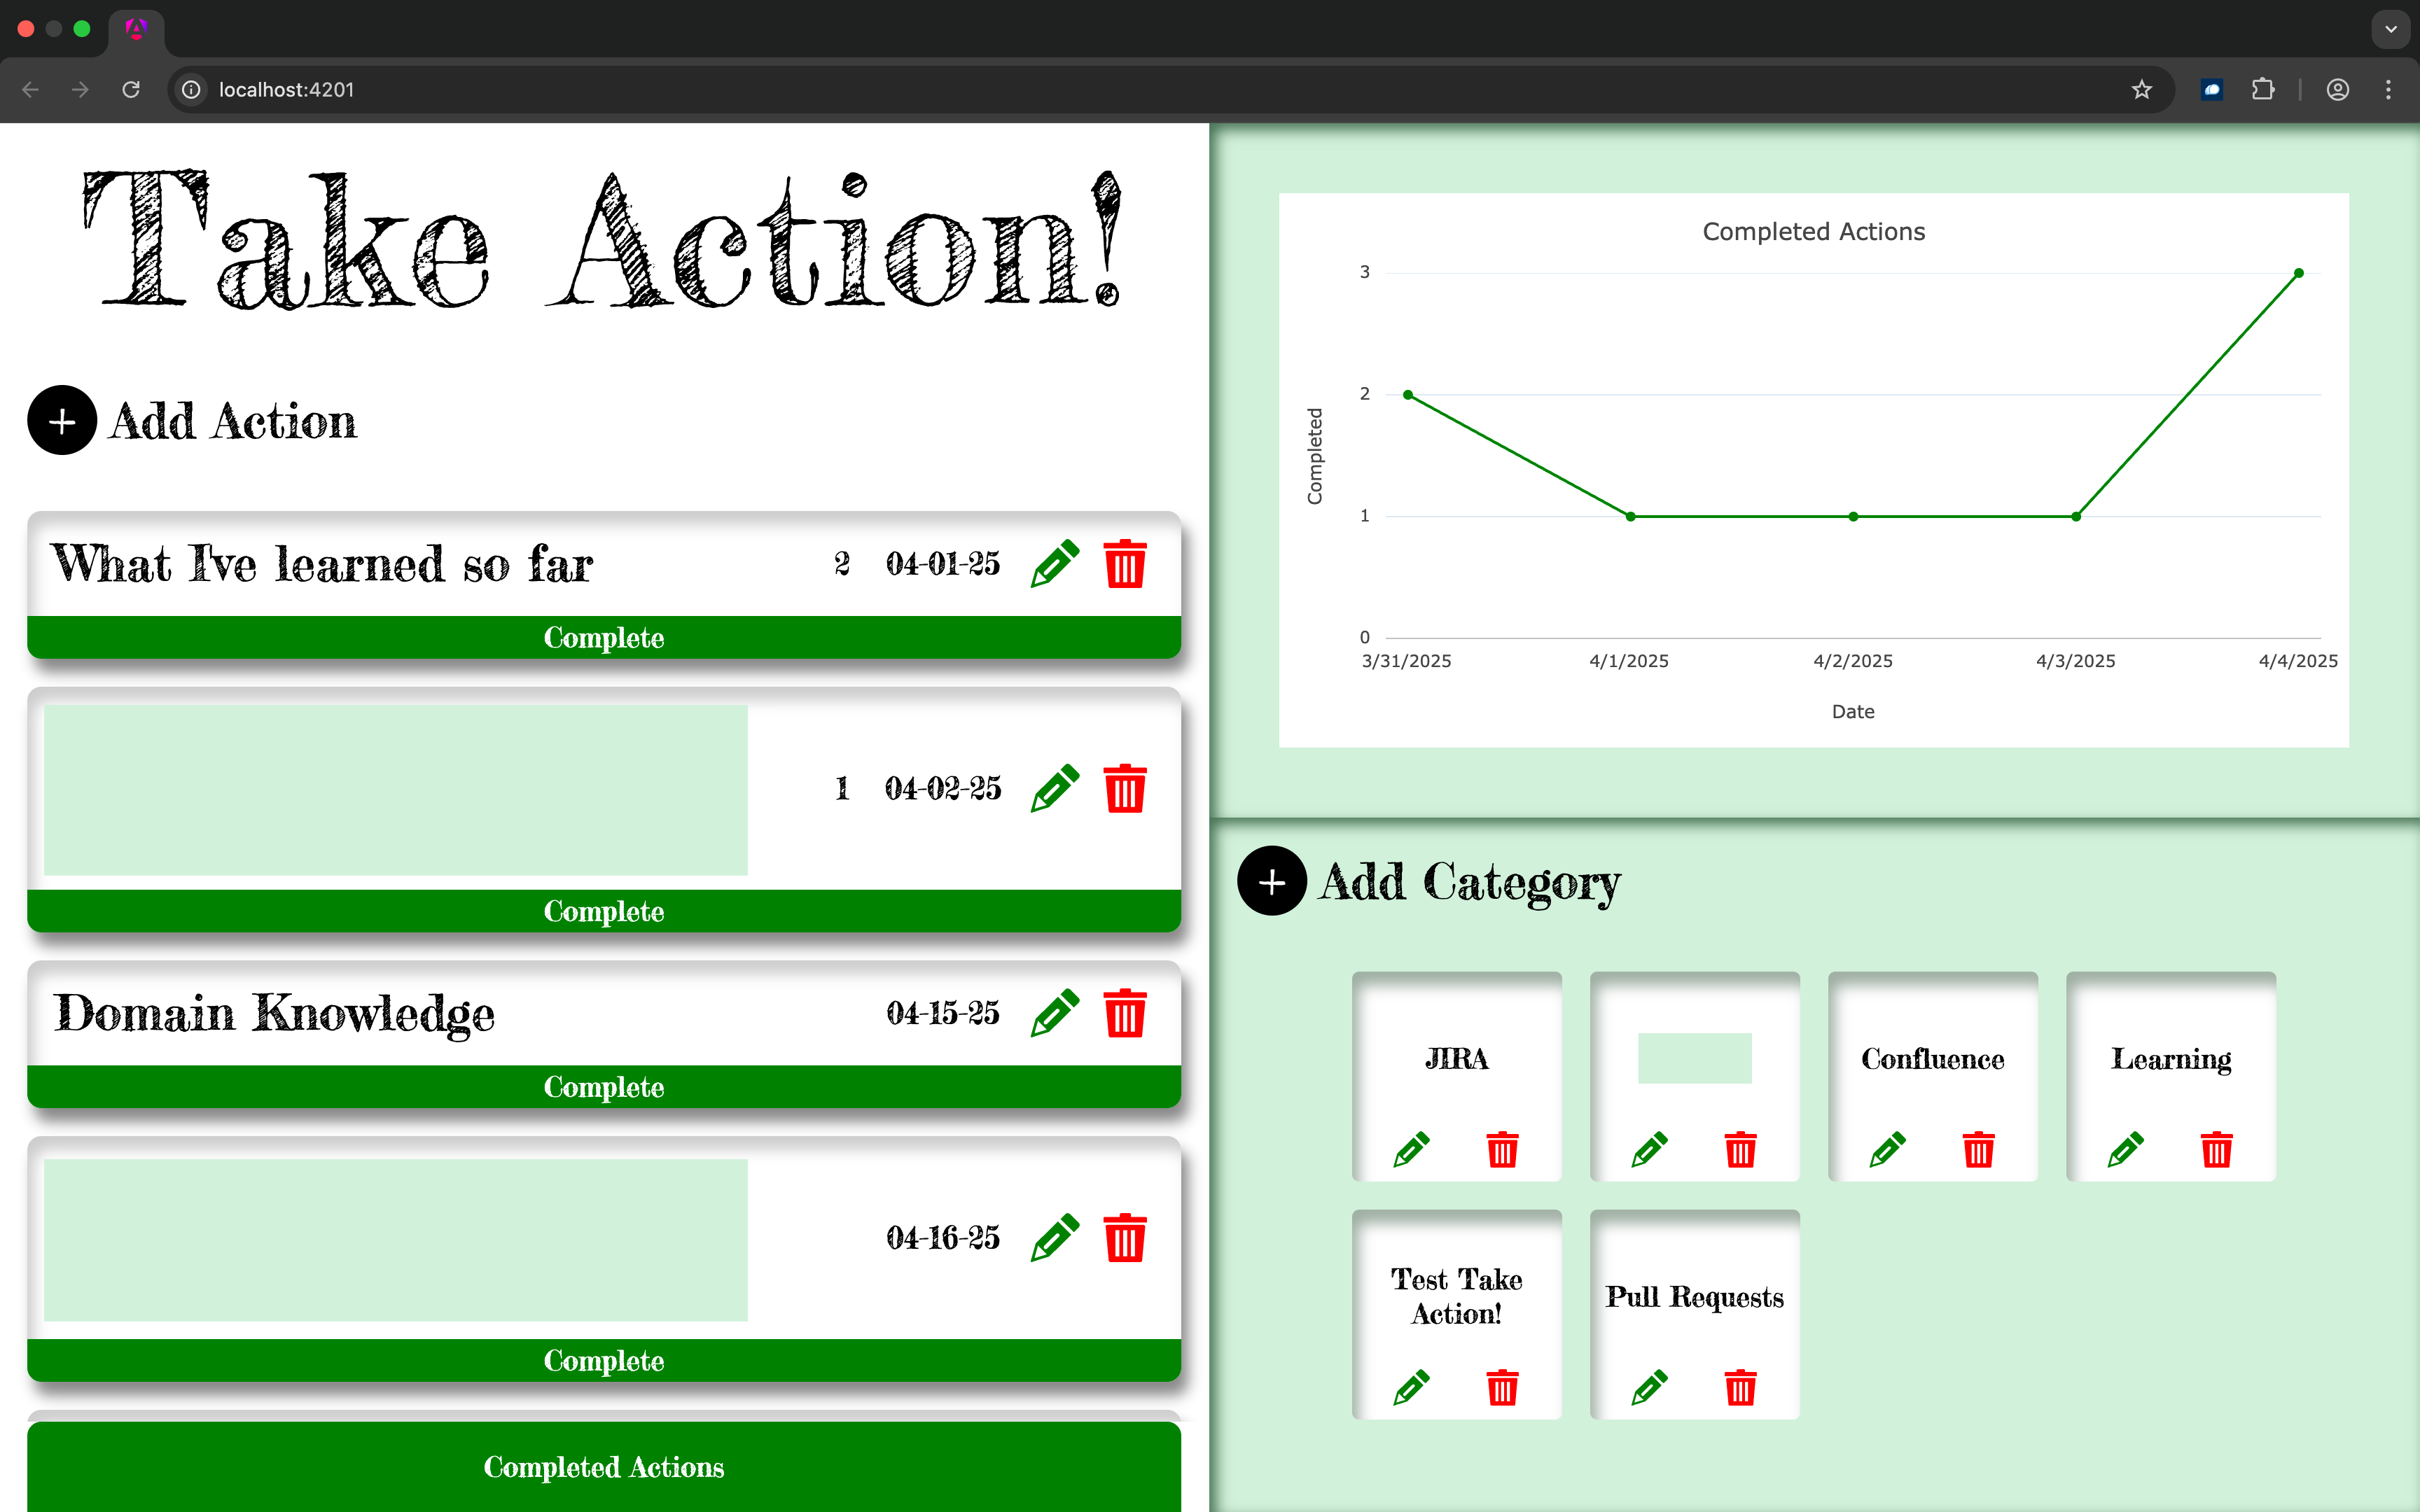 localhost:4201
Take Action!
Add Action
What I've learned so far
2 04-01-25
Complete
1 04-02-25
Complete
Domain Knowledge
04-15-25
Complete
04-16-25
Complete
Completed Actions
Completed Actions
3
2
1
0
Completed
3/31/2025 4/1/2025 4/2/2025 4/3/2025 4/4/2025
Date
Add Category
JIRA
Confluence
Learning
Test Take
Action!
Pull Requests